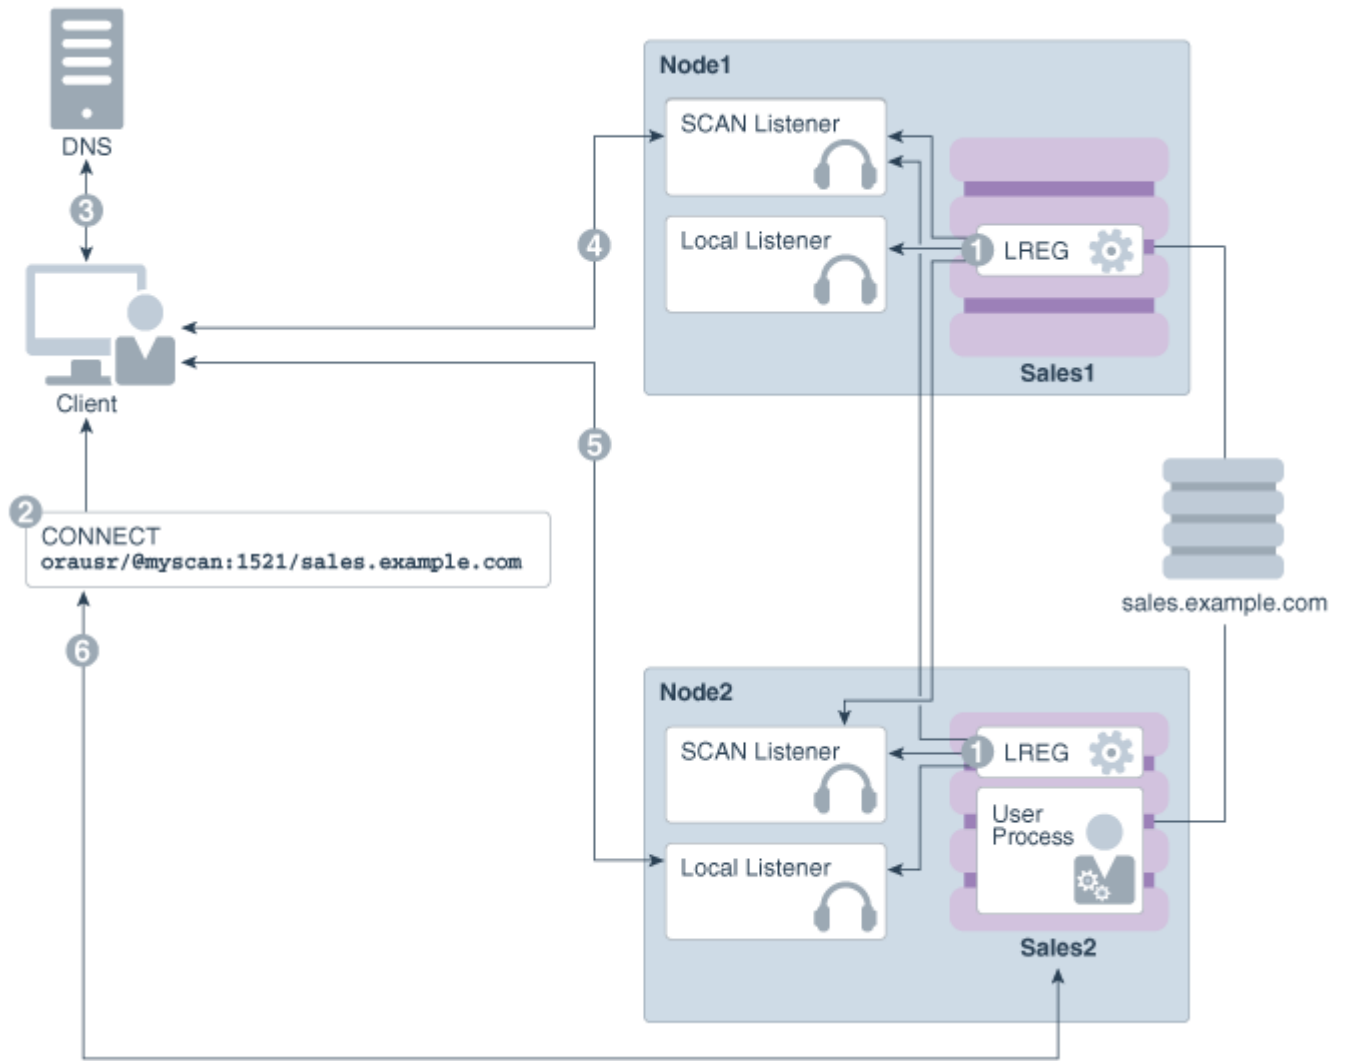 DNS
3
Client
2
CONNECT
orausr/@myscan:1521/sales.example.com
6
4
5
Node1
SCAN Listener
Local Listener
1 LREG
Sales1
sales.example.com
Node2
SCAN Listener
Local Listener
1 LREG
User
Process
Sales2